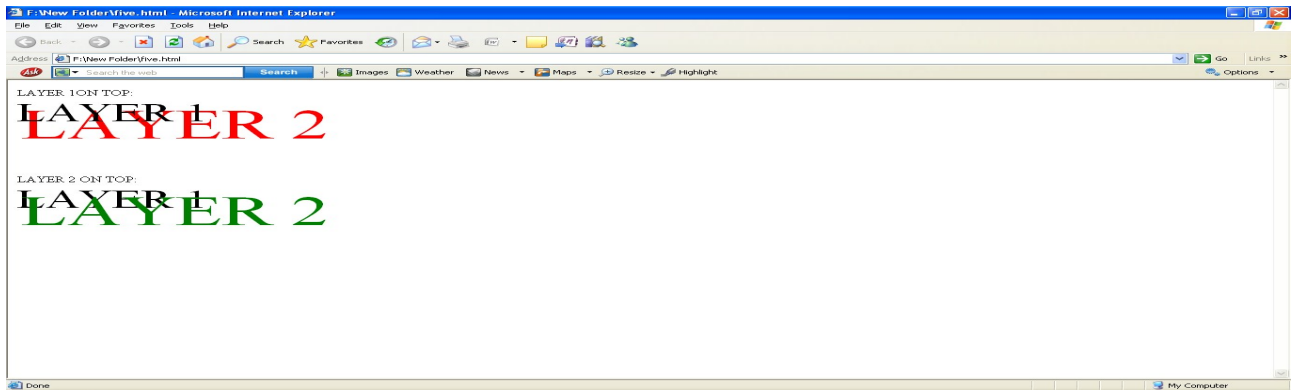 F:\New Folder\five.html - Microsoft Internet Explorer
File Edit View Favorites Tools Help
Back Search Favorites
Address F:\New Folder\five.html Go Links »
Ask Search the web Search Images Weather News Maps Resize Highlight Options
LAYER 1ON TOP:
LAYER 1
LAYER 2
LAYER 2 ON TOP:
LAYER 1
LAYER 2
Done My Computer